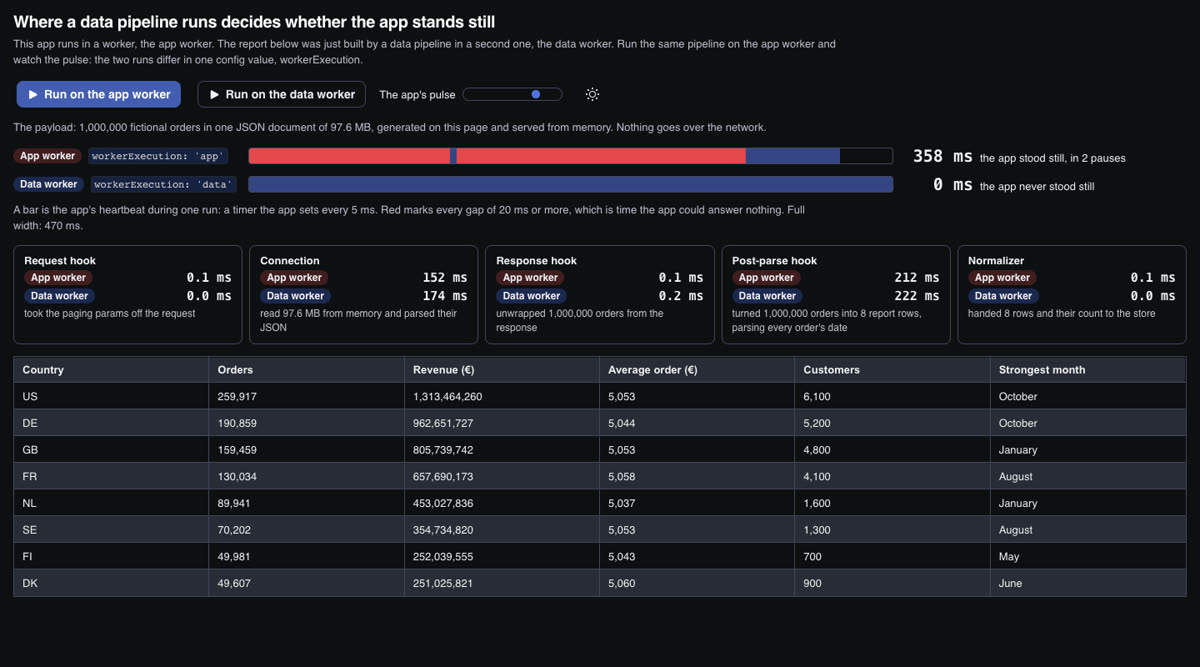 Where a data pipeline runs decides whether the app stands still
This app runs in a worker, the app worker. The report below was just built by a data pipeline in a second one, the data worker. Run the same pipeline on the app worker and
watch the pulse: the two runs differ in one config value, workerExecution.
Run on the app worker
Run on the data worker
The app's pulse
The payload: 1,000,000 fictional orders in one JSON document of 97.6 MB, generated on this page and served from memory. Nothing goes over the network.
App worker workerExecution: 'app' 358 ms the app stood still, in 2 pauses
Data worker workerExecution: 'data' 0 ms the app never stood still
A bar is the app's heartbeat during one run: a timer the app sets every 5 ms. Red marks every gap of 20 ms or more, which is time the app could answer nothing. Full
width: 470 ms.
Request hook
App worker 0.1 ms
Data worker 0.0 ms
took the paging params off the request
Connection
App worker 152 ms
Data worker 174 ms
read 97.6 MB from memory and parsed their
JSON
Response hook
App worker 0.1 ms
Data worker 0.2 ms
unwrapped 1,000,000 orders from the
response
Post-parse hook
App worker 212 ms
Data worker 222 ms
turned 1,000,000 orders into 8 report rows,
parsing every order's date
Normalizer
App worker 0.1 ms
Data worker 0.0 ms
handed 8 rows and their count to the store
Country Orders Revenue (€) Average order (€) Customers Strongest month
US 259,917 1,313,464,260 5,053 6,100 October
DE 190,859 962,651,727 5,044 5,200 October
GB 159,459 805,739,742 5,053 4,800 January
FR 130,034 657,690,173 5,058 4,100 August
NL 89,941 453,027,836 5,037 1,600 January
SE 70,202 354,734,820 5,053 1,300 August
FI 49,981 252,039,555 5,043 700 May
DK 49,607 251,025,821 5,060 900 June